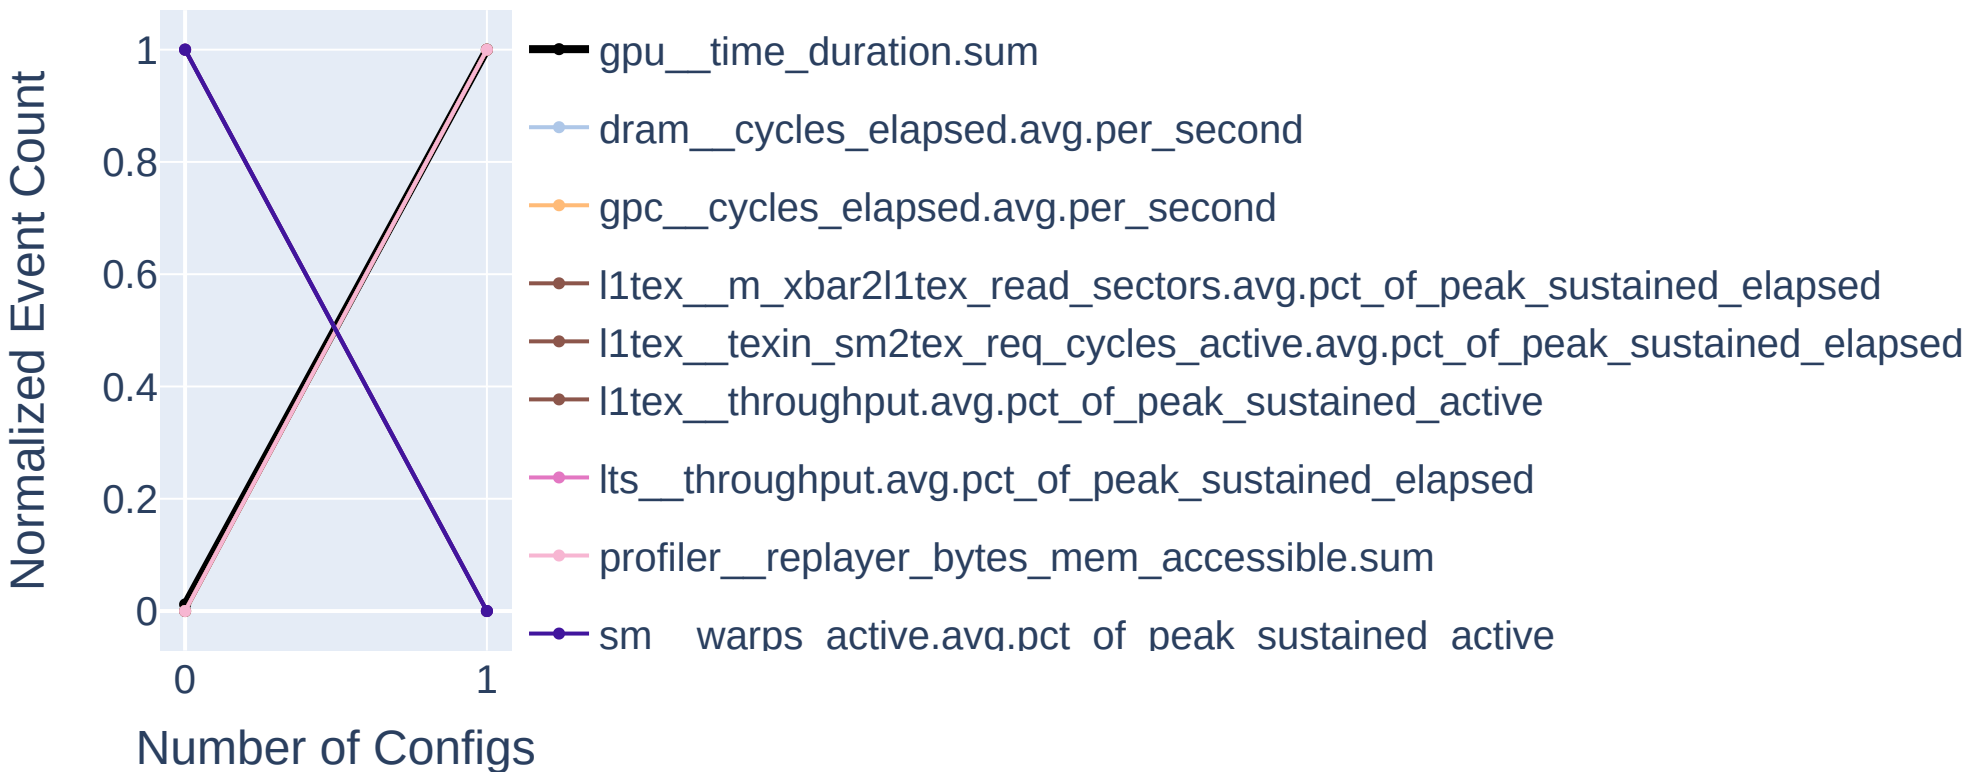 Normalized Event Count
1
0.8
0.6
0.4
0.2
0
0 1
Number of Configs
gpu__time_duration.sum
dram__cycles_elapsed.avg.per_second
gpc__cycles_elapsed.avg.per_second
l1tex__m_xbar2l1tex_read_sectors.avg.pct_of_peak_sustained_elapsed
l1tex__texin_sm2tex_req_cycles_active.avg.pct_of_peak_sustained_elapsed
l1tex__throughput.avg.pct_of_peak_sustained_active
lts__throughput.avg.pct_of_peak_sustained_elapsed
profiler__replayer_bytes_mem_accessible.sum
sm__warps_active.avg.pct_of_peak_sustained_active